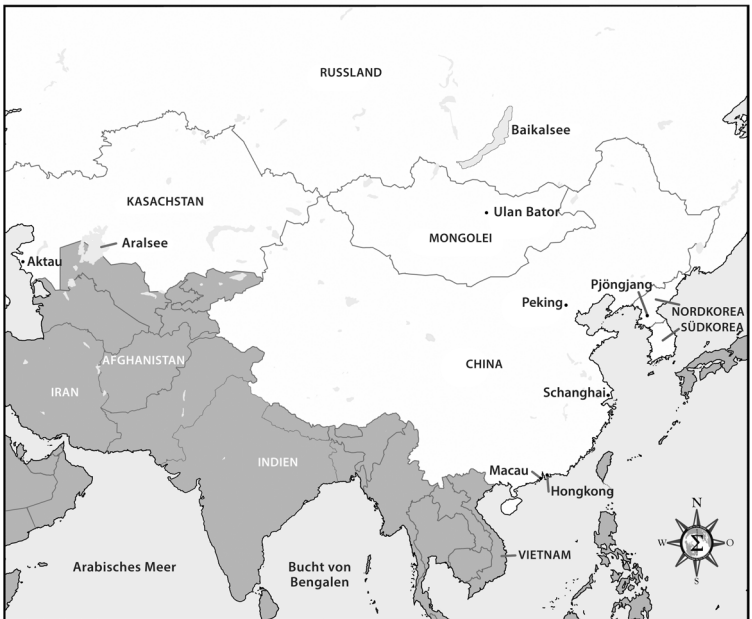 RUSSLAND
Baikalsee
KASACHSTAN
Ulan Bator
Aralsee
MONGOLEI
Aktau
Pjöngjang
Peking
NORDKOREA
SÜDKOREA
AFGHANISTAN
CHINA
IRAN
Schanghai
INDIEN
Macau
Hongkong
N
W
Σ
O
S
VIETNAM
Arabisches Meer
Bucht von
Bengalen